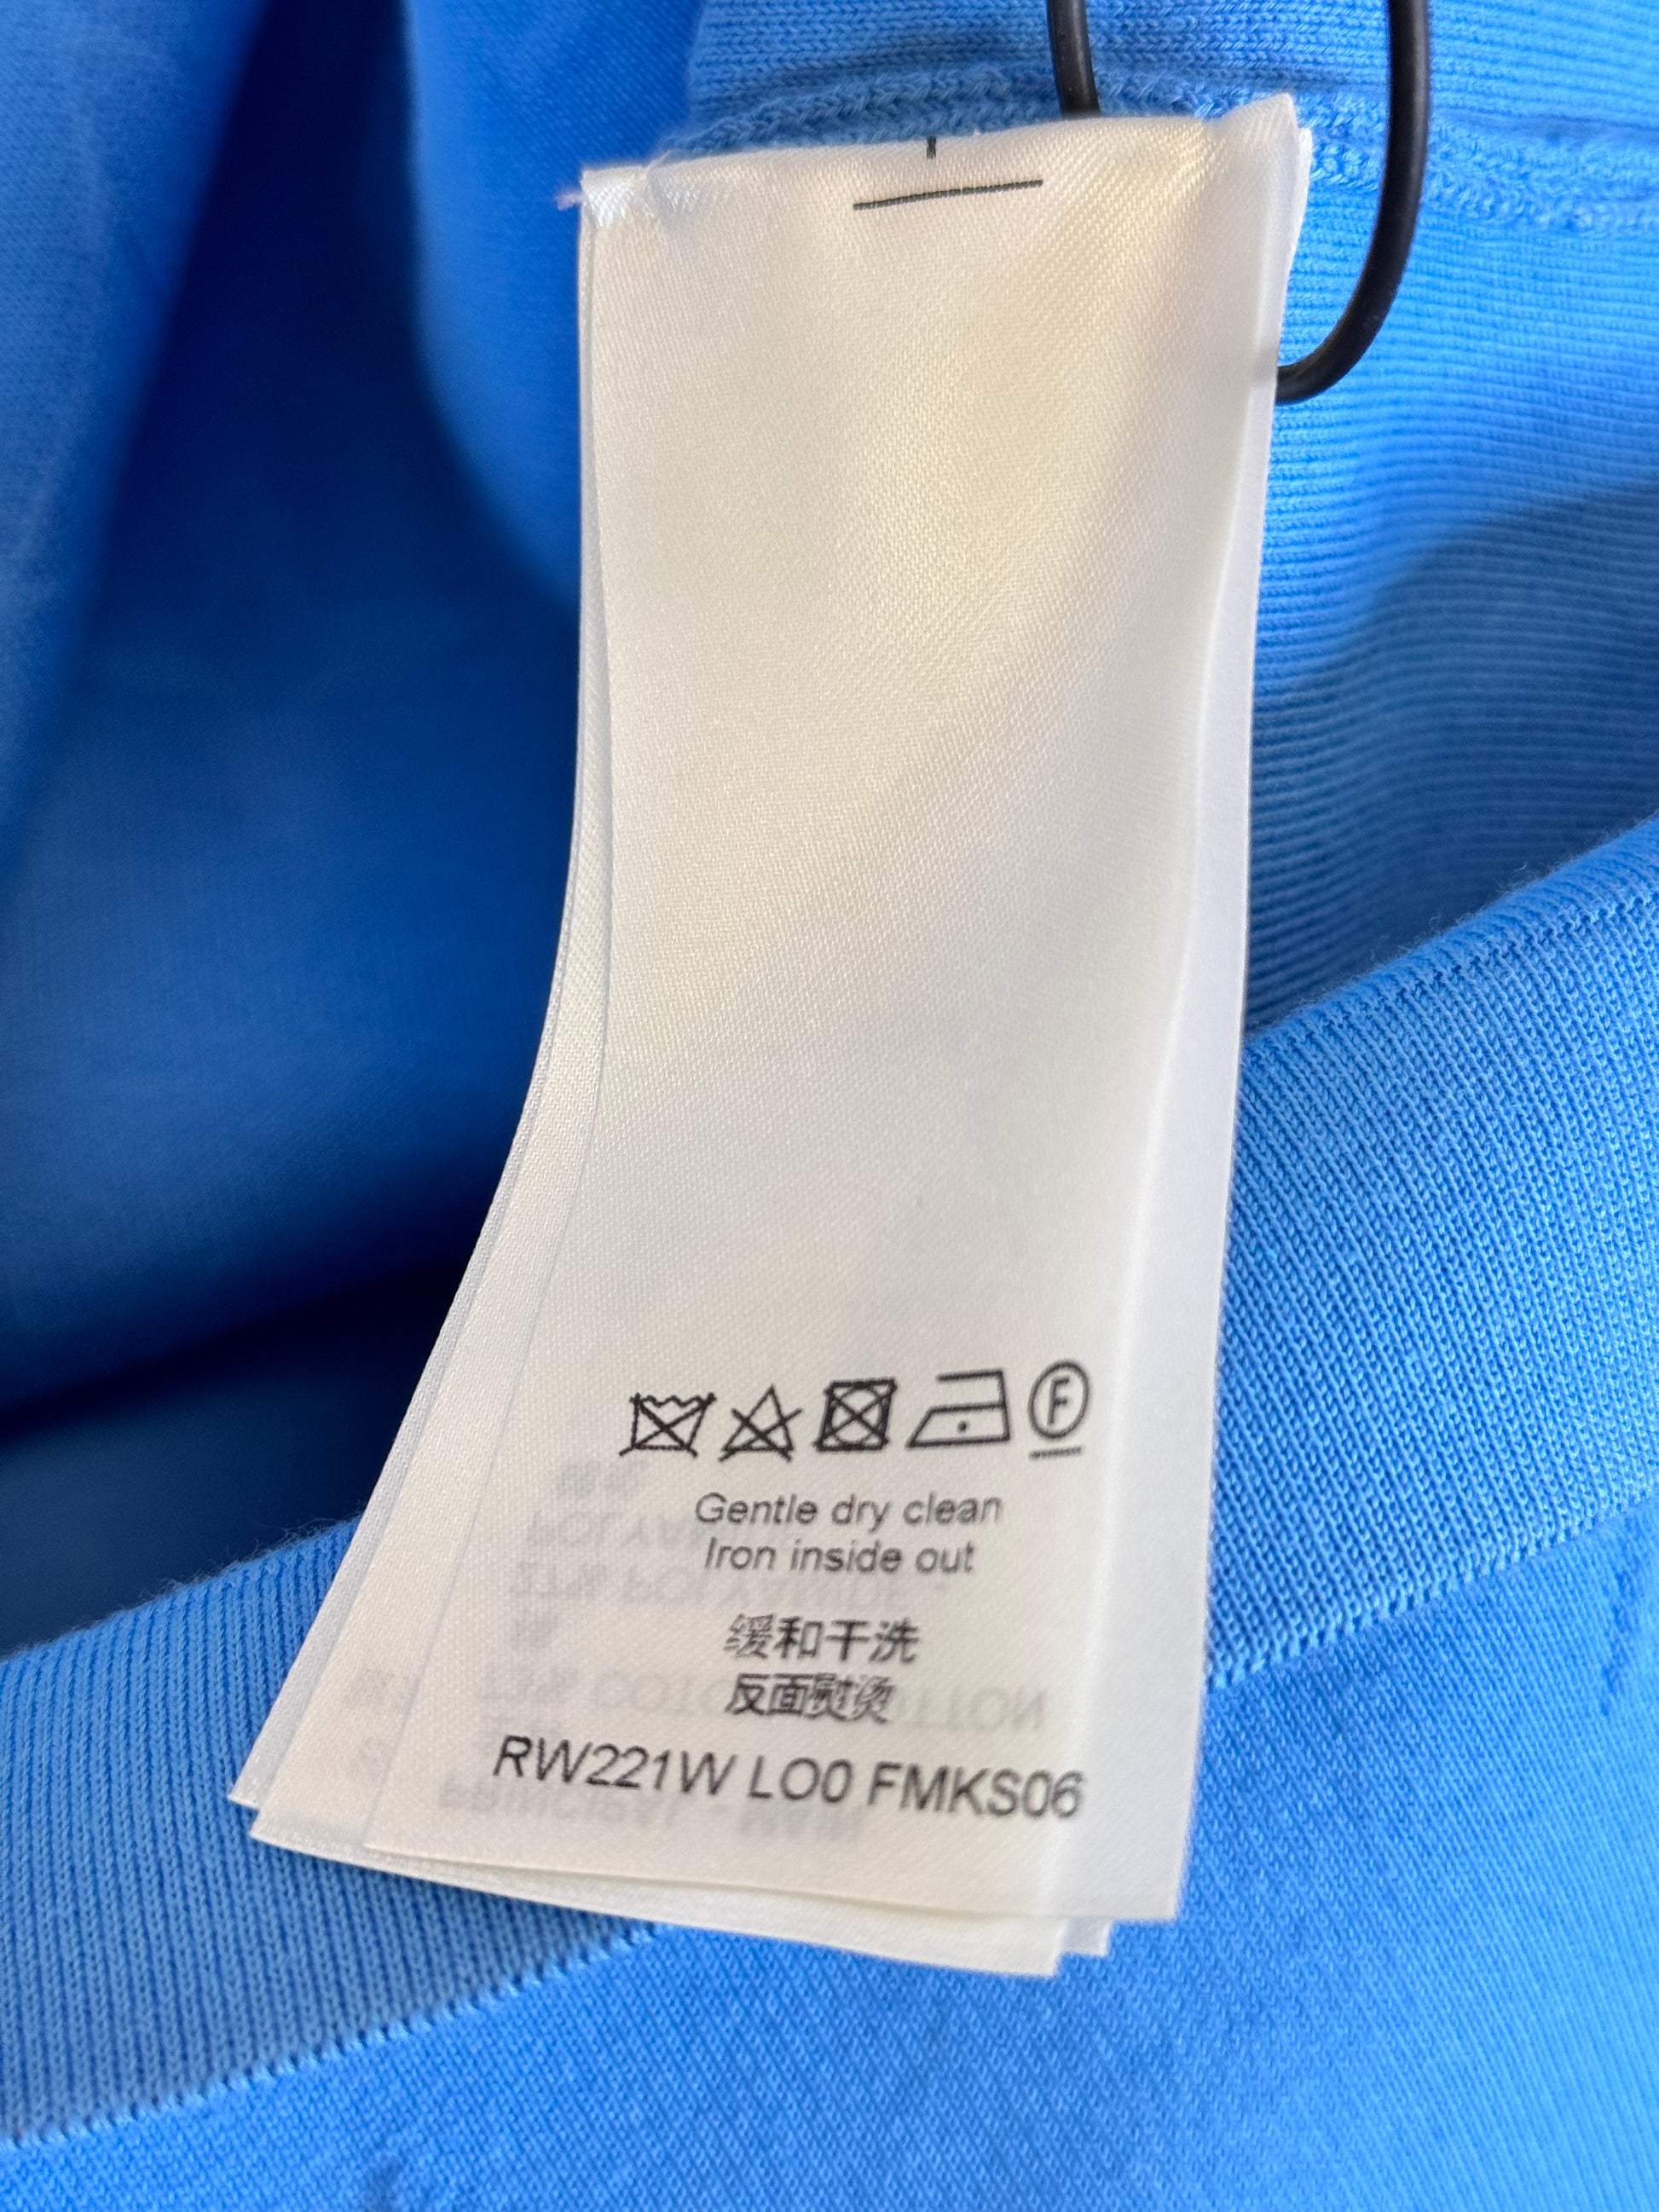 F
Gentle dry clean
Iron inside out
缓和干洗
反面熨烫
RW221W LO0 FMKS06